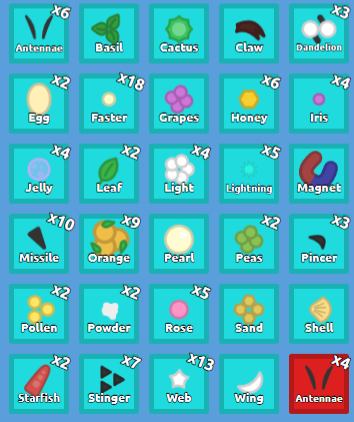 x6
Antennae
Basil
Cactus
Claw
x3
Dandelion
x2
Egg
x18
Faster
Grapes
x6
Honey
x4
Iris
x4
Jelly
x2
Leaf
x4
Light
x5
Lightning
Magnet
x10
Missile
x9
Orange
Pearl
x2
Peas
x3
Pincer
x2
Pollen
x2
Powder
x5
Rose
Sand
Shell
x2
Starfish
x7
Stinger
x13
Web
Wing
x4
Antennae